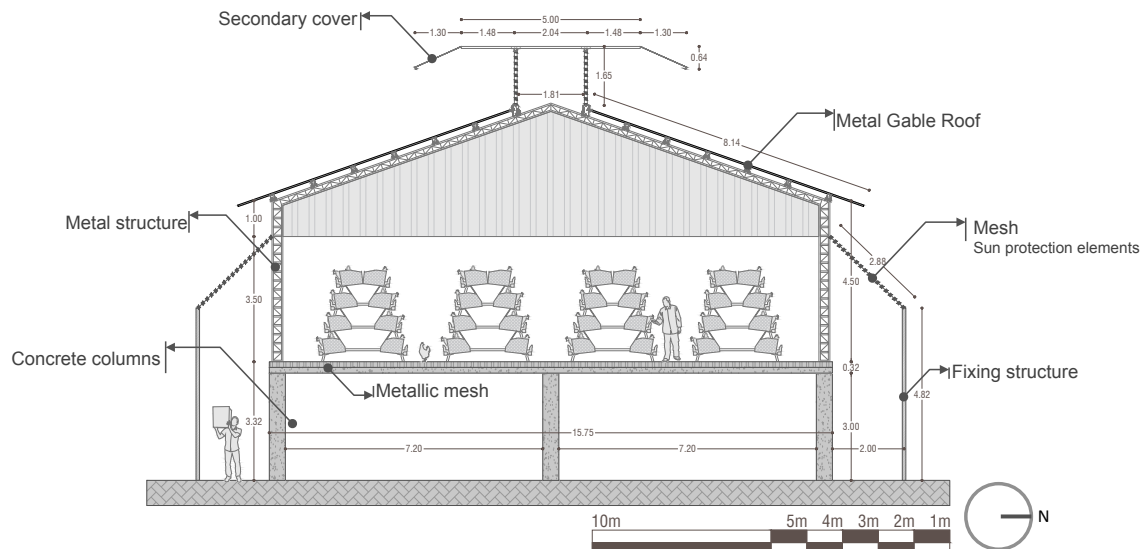 Secondary cover
5.00
1.30 1.48 2.04 1.48 1.30
0.64
1.65
1.81
Metal Gable Roof
8.14
Metal structure
1.00
Mesh
Sun protection elements
2.88
3.50
4.50
Concrete columns
Metallic mesh
0.32
Fixing structure
4.82
3.32
3.00
15.75
7.20 7.20 2.00
10m 5m 4m 3m 2m 1m
N